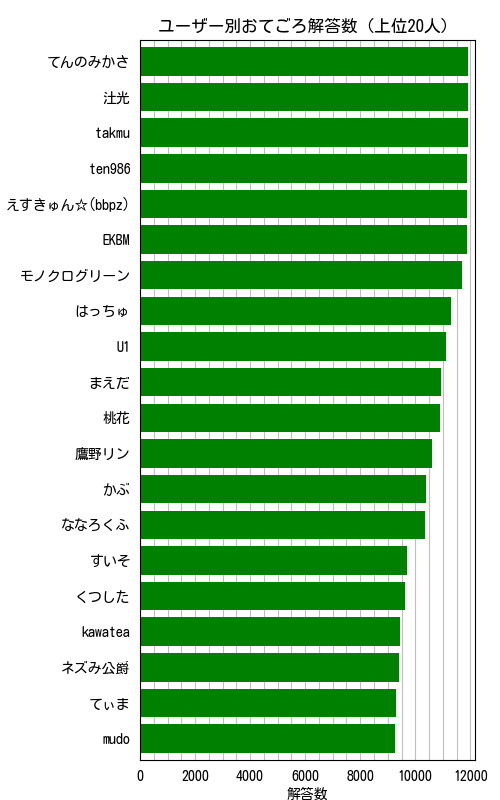 ユーザー別おてごろ解答数 (上位20人)
てんのみかさ
汢光
takmu
ten986
えすきゅん☆(bbpz)
EKBM
モノクログリーン
はっちゅ
U1
まえだ
桃花
鷹野リン
かぶ
ななろくふ
すいそ
くつした
kawatea
ネズみ公爵
てぃま
mudo
0 2000 4000 6000 8000 10000 12000
解答数